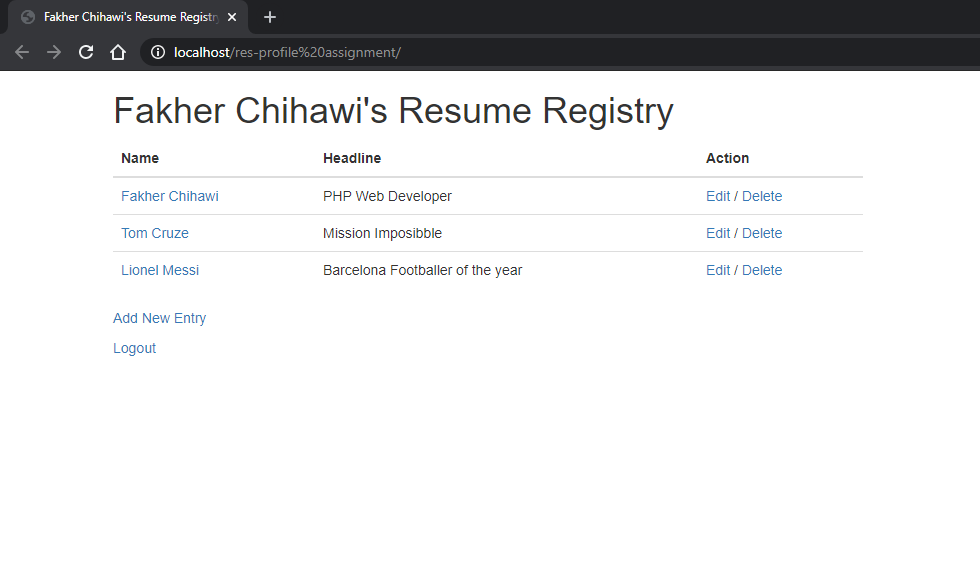 Fakher Chihawi's Resume Registr
localhost/res-profile%20assignment/
Fakher Chihawi's Resume Registry
Name Headline Action
Fakher Chihawi PHP Web Developer Edit / Delete
Tom Cruze Mission Imposibble Edit / Delete
Lionel Messi Barcelona Footballer of the year Edit / Delete
Add New Entry
Logout